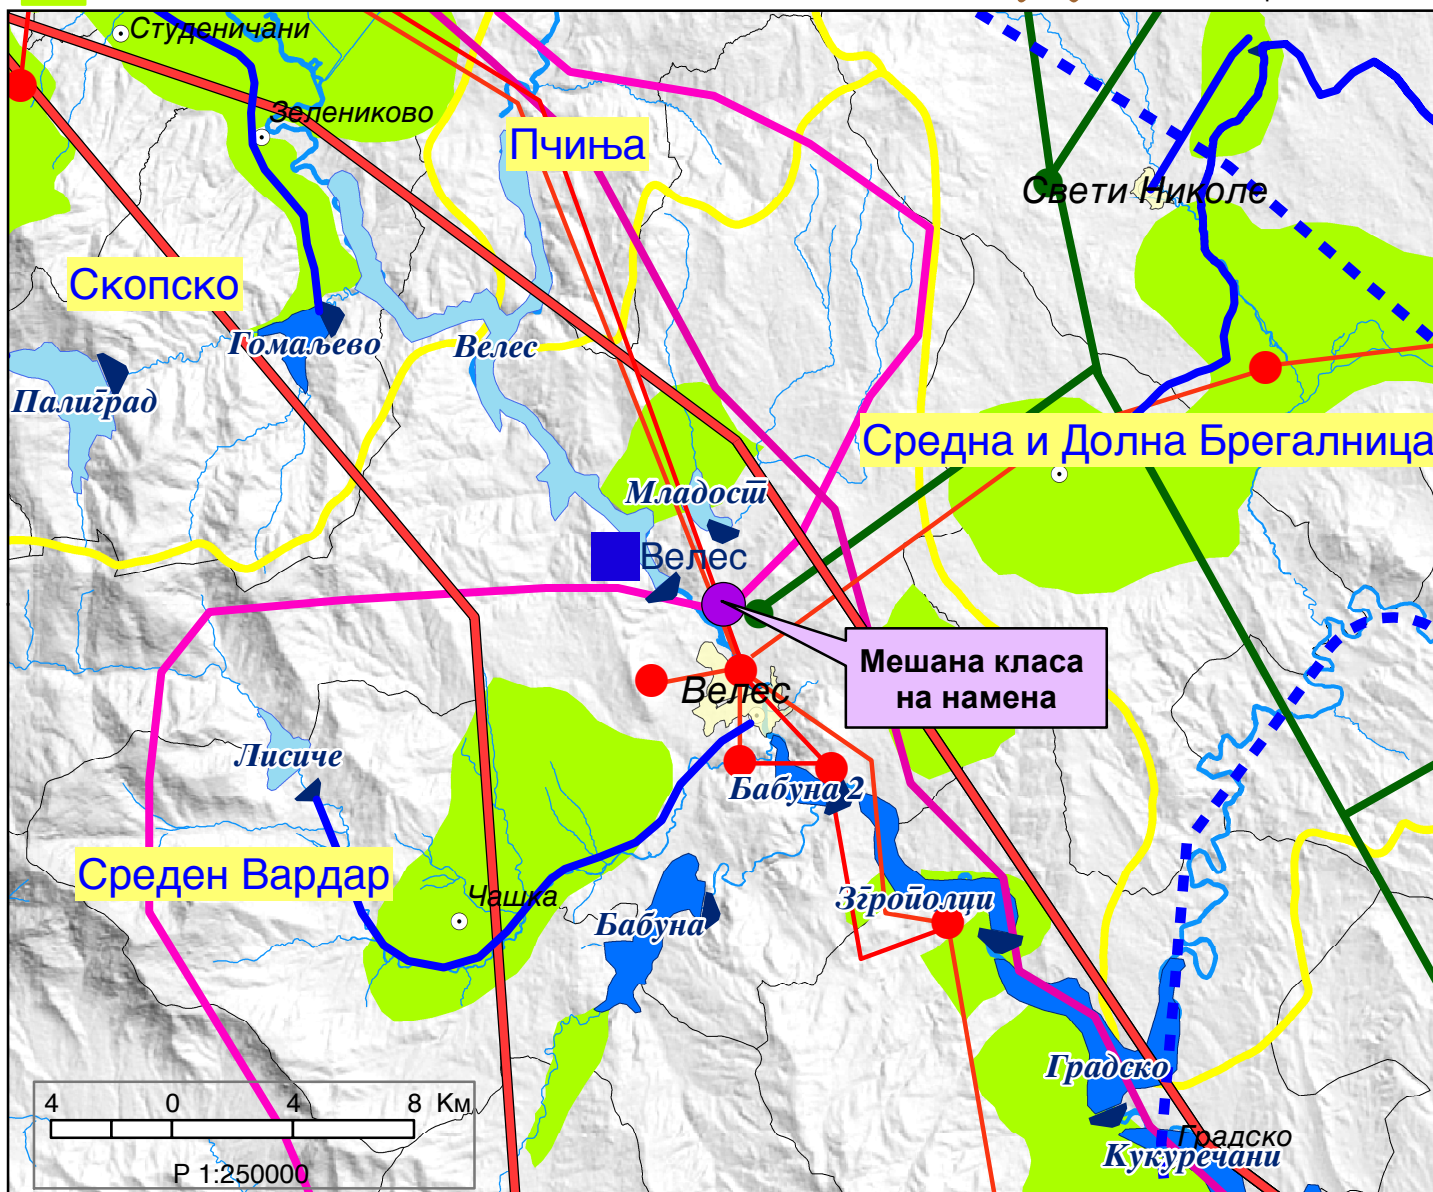 Студеничани
Зелениково
Пчиња
Свети Николе
Скопско
Гомаљево
Велес
Палиград
Средна и Долна Брегалница
Младост
Велес
Мешана класа
на намена
Велес
Лисиче
Бабуна 2
Среден Вардар
Чашка
Згрополци
Бабуна
Градско
Градско
Кукуречани
4 0 4 8 Км
Р 1:250000